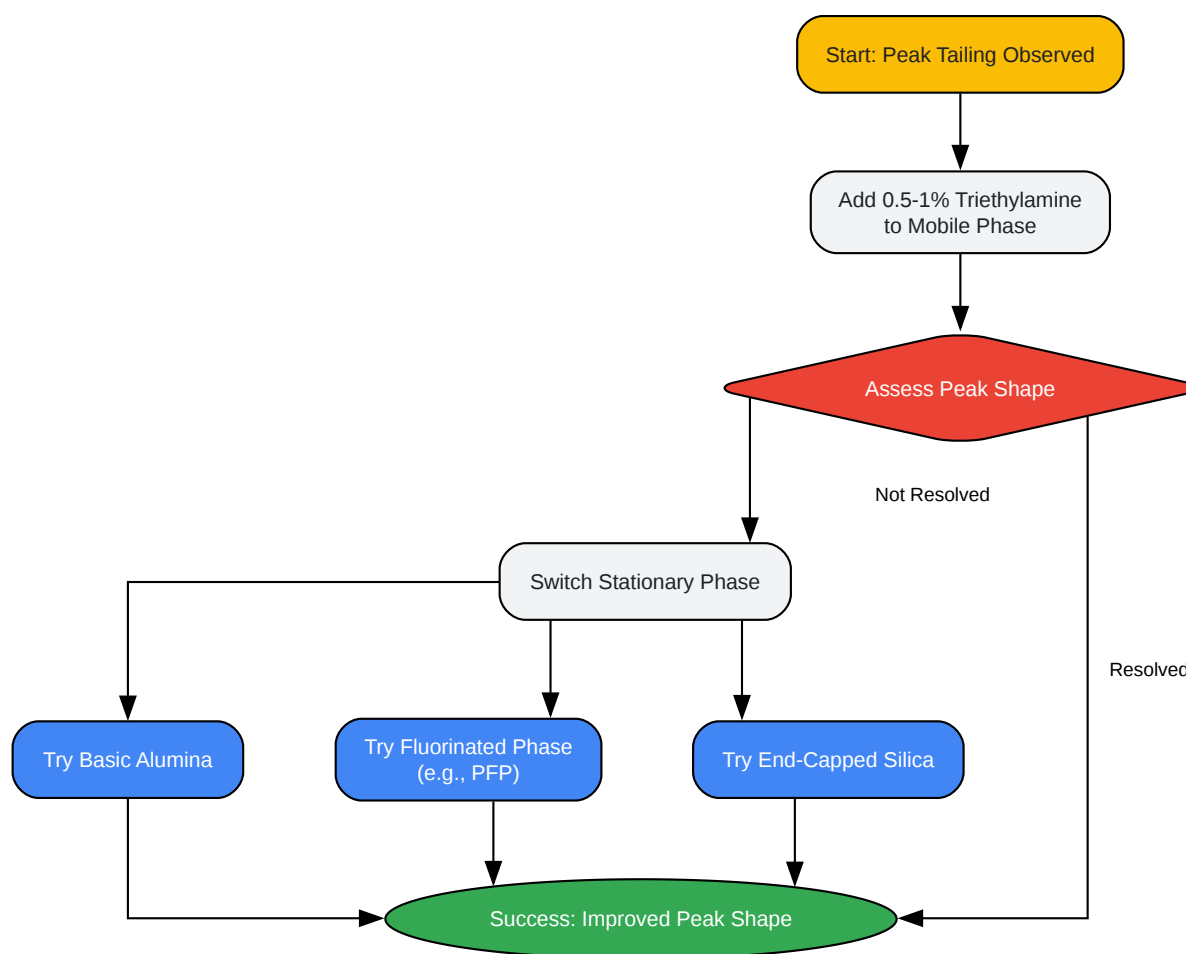 Start: Peak Tailing Observed
Add 0.5-1% Triethylamine
to Mobile Phase
Assess Peak Shape
Not Resolved
Switch Stationary Phase
Resolved
Try Basic Alumina
Try Fluorinated Phase
(e.g., PFP)
Try End-Capped Silica
Success: Improved Peak Shape